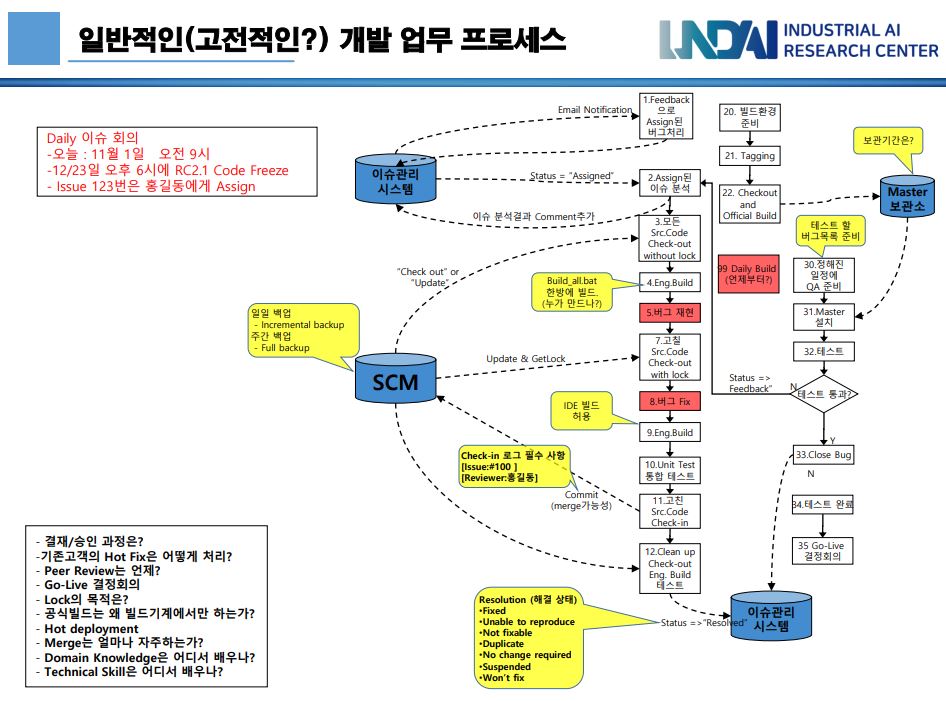 일반적인(고전적인?) 개발 업무 프로세스
INDAI
INDUSTRIAL AI
RESEARCH CENTER
Daily 이슈 회의
-오늘 : 11월 1일 오전 9시
-12/23일 오후 6시에 RC2.1 Code Freeze
- Issue 123번은 홍길동에게 Assign
이슈관리
시스템
Email Notification
Status = "Assigned"
이슈 분석결과 Comment추가
1.Feedback
으로
Assign된
버그처리
2.Assign된
이슈 분석
3.모든
Src.Code
Check-out
without lock
4.Eng.Build
5.버그 재현
7.고칠
Src.Code
Check-out
with lock
8.버그 Fix
9.Eng.Build
10.Unit Test
통합 테스트
11.고친
Src.Code
Check-in
12.Clean up
Check-out
Eng. Build
테스트
20. 빌드환경
준비
21. Tagging
22. Checkout
and
Official Build
보관기간은?
Master
보관소
테스트 할
버그목록 준비
99 Daily Build
(언제부터?)
30.정해진
일정에
QA 준비
31.Master
설치
32.테스트
Status =>
Feedback"
N
테스트 통과?
Y
33.Close Bug
N
34.테스트 완료
35 Go-Live
결정회의
"Check out" or
"Update"
Build_all.bat
한방에 빌드.
(누가 만드나?)
일일 백업
- Incremental backup
주간 백업
- Full backup
SCM
Update & GetLock
IDE 빌드
허용
Check-in 로그 필수 사항
[Issue:#100 ]
[Reviewer:홍길동]
Commit
(merge가능성)
- 결재/승인 과정은?
-기존고객의 Hot Fix은 어떻게 처리?
- Peer Review는 언제?
- Go-Live 결정회의
- Lock의 목적은?
- 공식빌드는 왜 빌드기계에서만 하는가?
- Hot deployment
- Merge는 얼마나 자주하는가?
- Domain Knowledge은 어디서 배우나?
- Technical Skill은 어디서 배우나?
Resolution (해결 상태)
•Fixed
•Unable to reproduce
•Not fixable
•Duplicate
•No change required
•Suspended
•Won't fix
Status =>"Resolved"
이슈관리
시스템